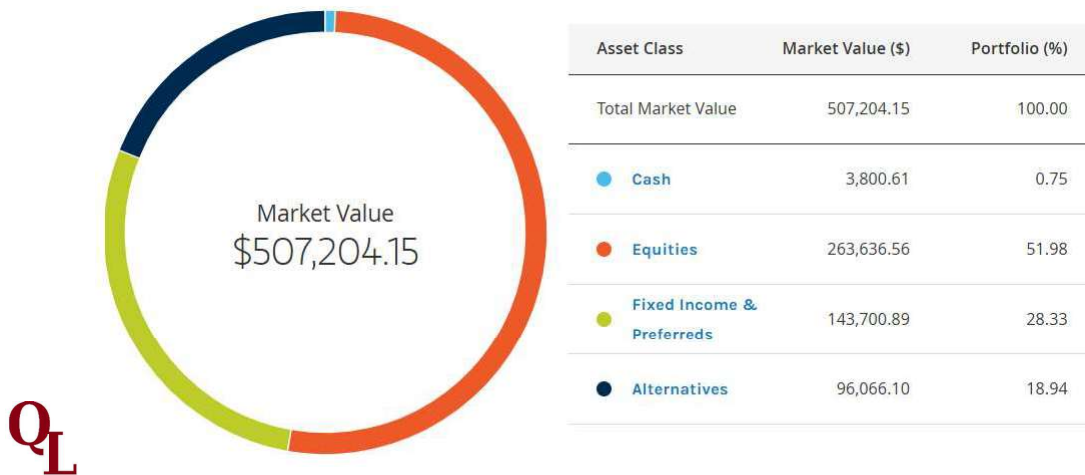 Market Value
$507,204.15
Asset Class Market Value ($) Portfolio (%)
Total Market Value 507,204.15 100.00
Cash 3,800.61 0.75
Equities 263,636.56 51.98
Fixed Income &
Preferreds 143,700.89 28.33
Alternatives 96,066.10 18.94
QL